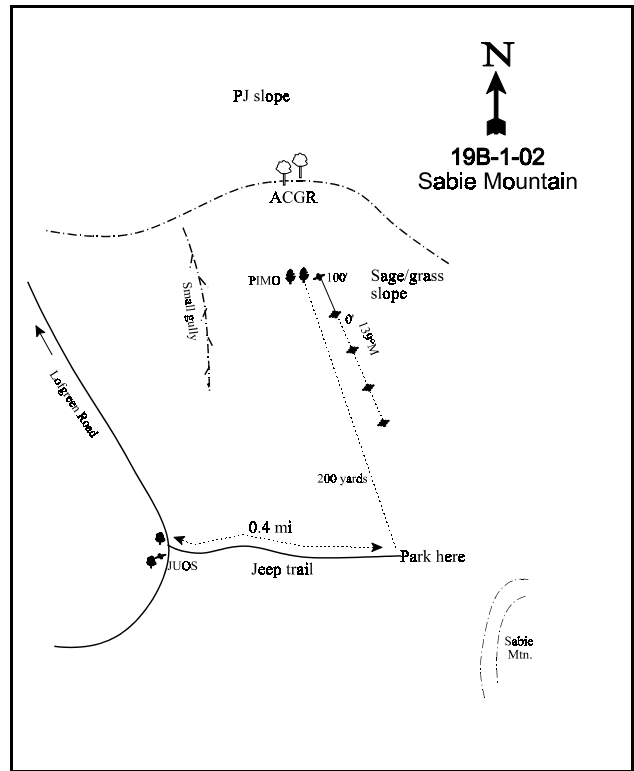 N
PJ slope
19B-1-02
Sabie Mountain
ACGR
PIMO
100'
Sage/grass
slope
Small gully
0'
139°M
Lofgreen Road
200 yards
0.4 mi
Park here
JUOS
Jeep trail
Sabie
Mtn.